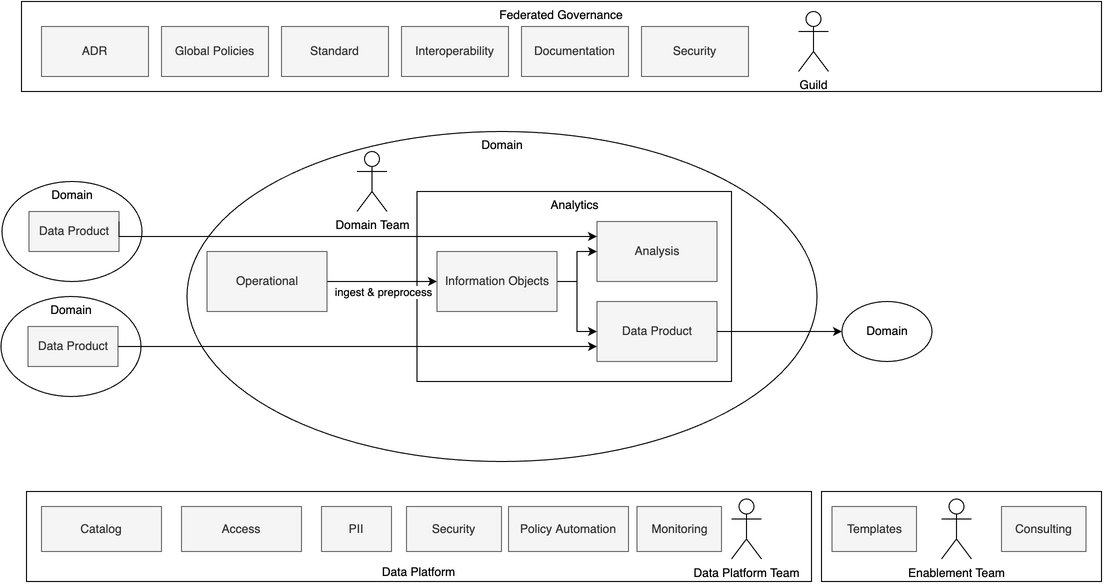 Federated Governance
ADR
Global Policies
Standard
Interoperability
Documentation
Security
Guild
Domain
Domain Team
Analytics
Domain
Data Product
Analysis
Operational
Information Objects
ingest & preprocess
Domain
Data Product
Data Product
Domain
Catalog
Access
PII
Security
Policy Automation
Monitoring
Data Platform
Data Platform Team
Templates
Consulting
Enablement Team